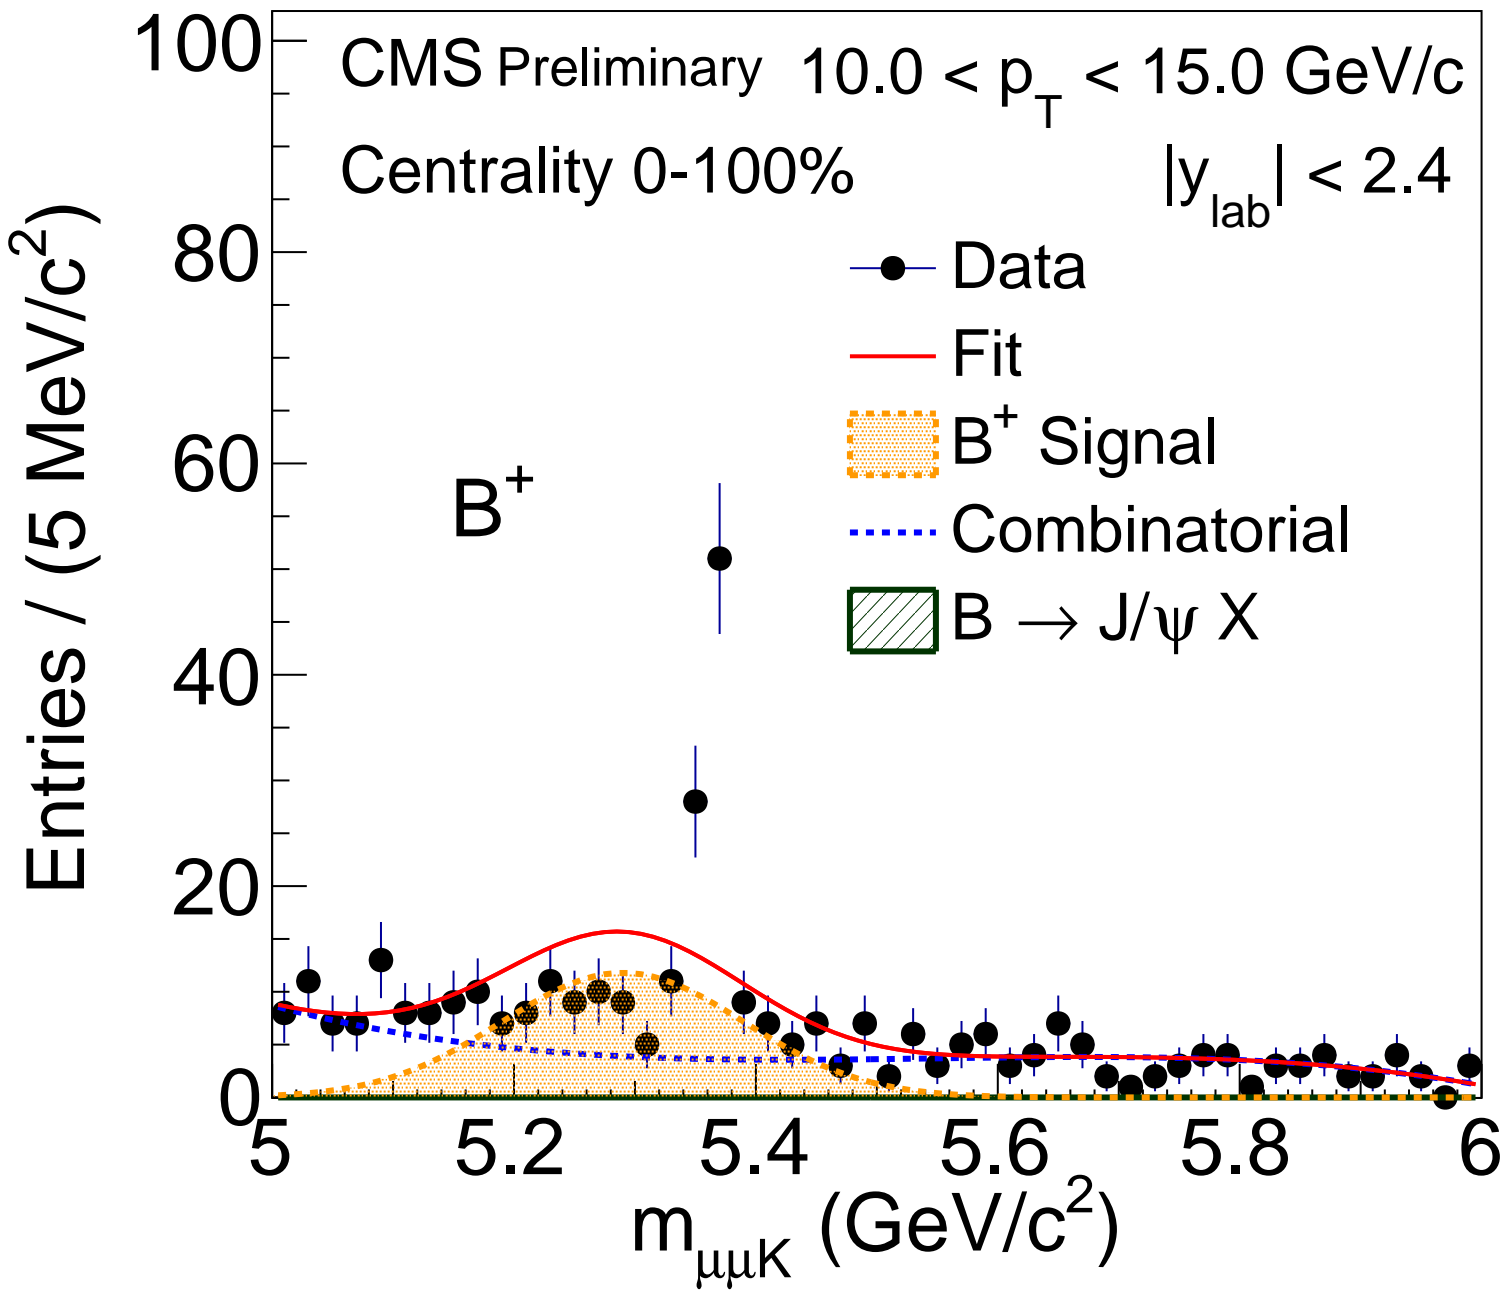 CMS Preliminary 10.0 < p_T < 15.0 GeV/c
Centrality 0-100% |y_lab| < 2.4
Data
Fit
B⁺ Signal
Combinatorial
B → J/ψ X
B⁺
Entries / (5 MeV/c²)
100
80
60
40
20
0
5 5.2 5.4 5.6 5.8 6
m_μμK (GeV/c²)